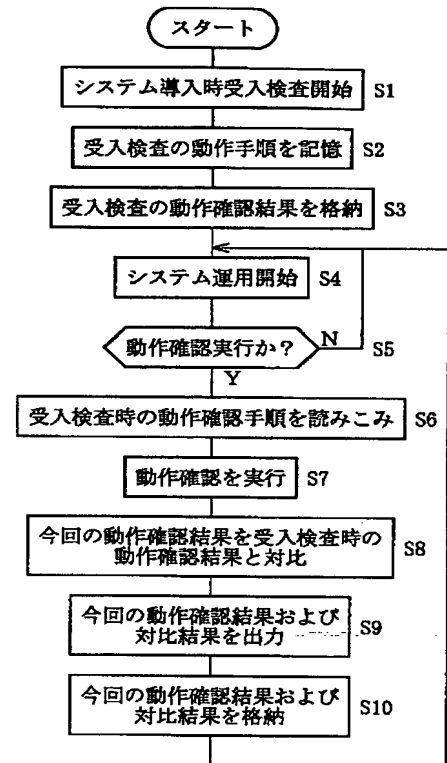 スタート
システム導入時受入検査開始 S1
受入検査の動作手順を記憶 S2
受入検査の動作確認結果を格納 S3
システム運用開始 S4
動作確認実行か? N S5
Y
受入検査時の動作確認手順を読みこみ S6
動作確認を実行 S7
今回の動作確認結果を受入検査時の
動作確認結果と対比 S8
今回の動作確認結果および
対比結果を出力 S9
今回の動作確認結果および
対比結果を格納 S10